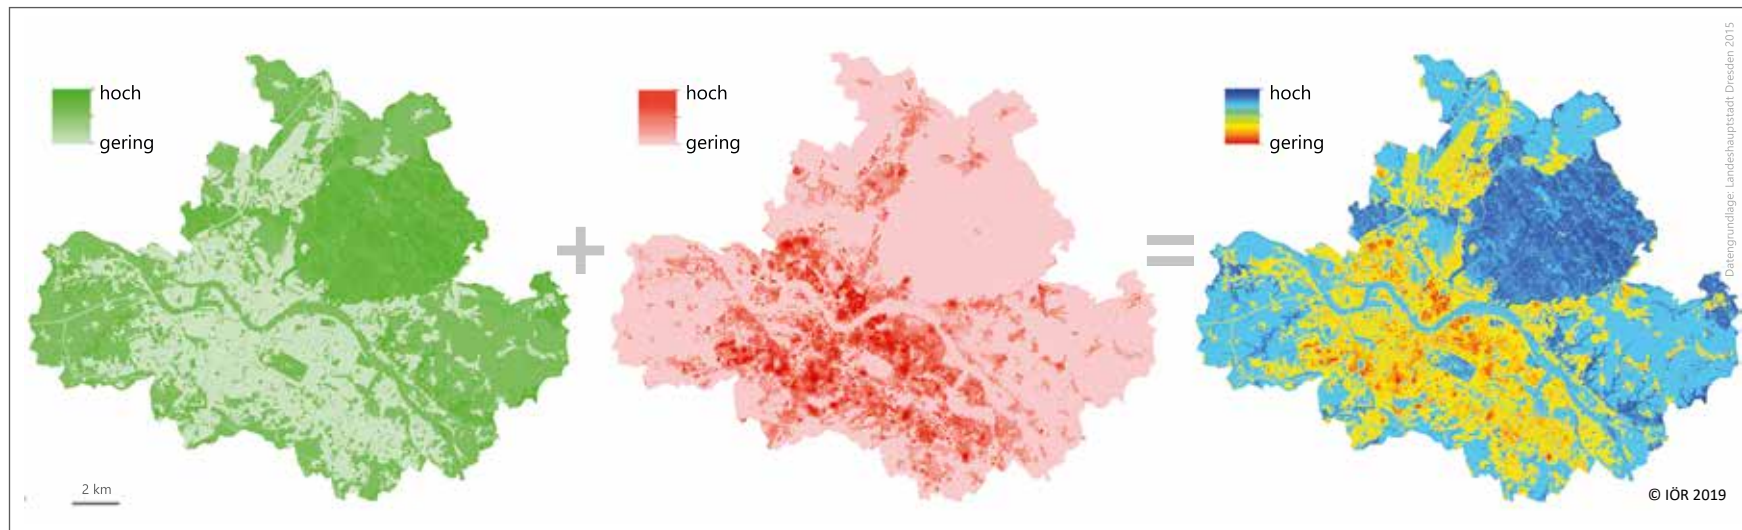 hoch
gering
hoch
gering
hoch
gering
+
=
Datengrundlage: Landeshauptstadt Dresden 2015
2 km
© IÖR 2019